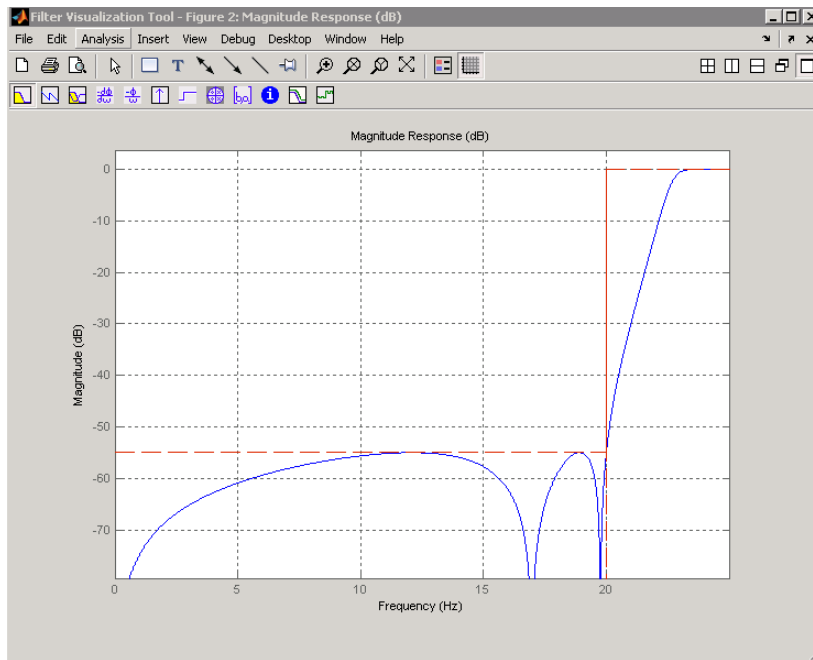 Filter Visualization Tool - Figure 2: Magnitude Response (dB)
File Edit Analysis Insert View Debug Desktop Window Help
Magnitude Response (dB)
0
-10
-20
-30
-40
-50
-60
-70
Magnitude (dB)
0 5 10 15 20
Frequency (Hz)